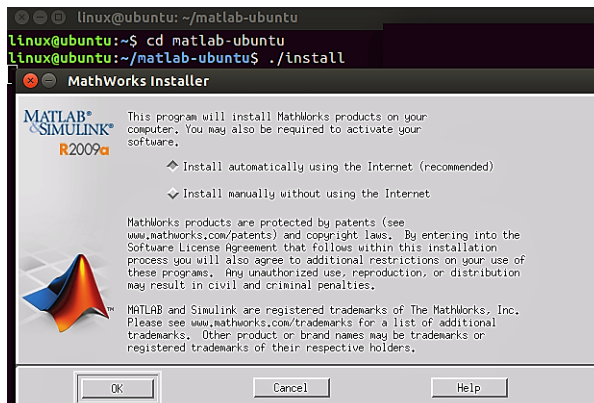 linux@ubuntu: ~/matlab-ubuntu
linux@ubuntu:~$ cd matlab-ubuntu
linux@ubuntu:~/matlab-ubuntu$ ./install
MathWorks Installer
MATLAB®
&SIMULINK®
R2009a
This program will install MathWorks products on your
computer. You may also be required to activate your
software.
Install automatically using the Internet (recommended)
Install manually without using the Internet
MathWorks products are protected by patents (see
www.mathworks.com/patents) and copyright laws.  By entering into the
Software License Agreement that follows within this installation
process you will also agree to additional restrictions on your use of
these programs.  Any unauthorized use, reproduction, or distribution
may result in civil and criminal penalties.
MATLAB and Simulink are registered trademarks of The MathWorks, Inc.
Please see www.mathworks.com/trademarks for a list of additional
trademarks.  Other product or brand names may be trademarks or
registered trademarks of their respective holders.
™
OK
Cancel
Help